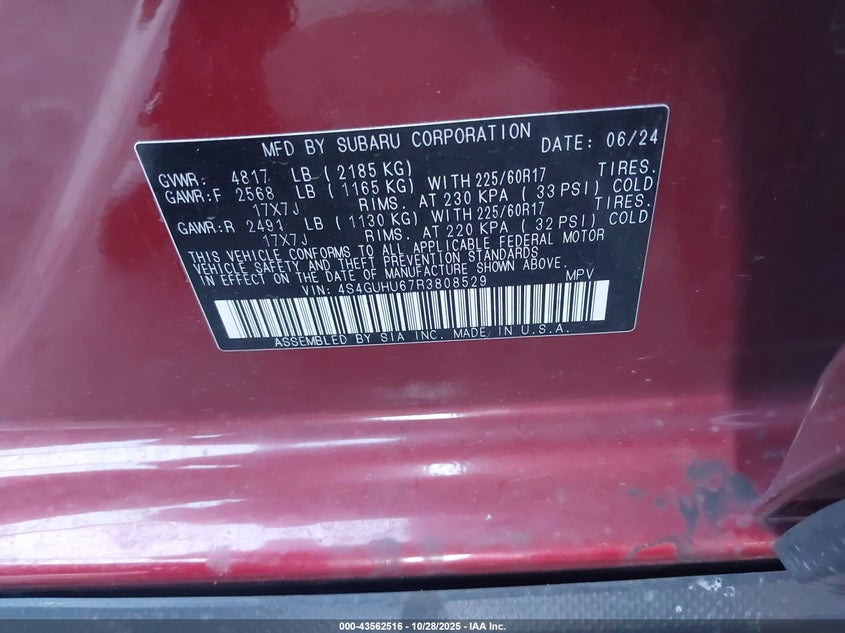 MFD BY SUBARU CORPORATION DATE: 06/24
GVWR: 4817 LB (2185 KG)
GAWR:F 2568 LB (1165 KG) WITH 225/60R17 TIRES.
17X7J RIMS. AT 230 KPA (33 PSI) COLD
GAWR:R 2491 LB (1130 KG) WITH 225/60R17 TIRES.
17X7J RIMS. AT 220 KPA (32 PSI) COLD
THIS VEHICLE CONFORMS TO ALL APPLICABLE FEDERAL MOTOR
VEHICLE SAFETY AND THEFT PREVENTION STANDARDS
IN EFFECT ON THE DATE OF MANUFACTURE SHOWN ABOVE.
VIN: 4S4GUHU67R3808529 MPV
ASSEMBLED BY SIA INC. MADE IN U.S.A.
000-43562516 - 10/28/2025 - IAA Inc.